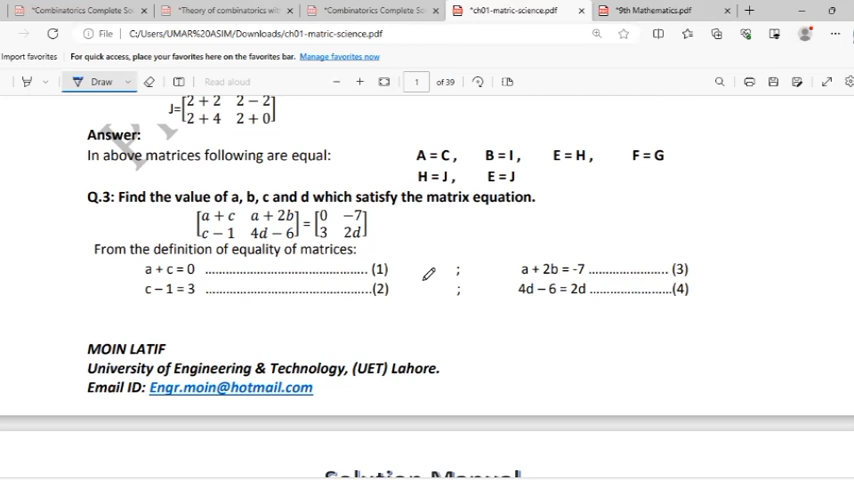 *Combinatorics Complete So
*Theory of combinatorics wit
*Combinatorics Complete So
*ch01-matric-science.pdf
*9th Mathematics.pdf
File
C:/Users/UMAR%20ASIM/Downloads/ch01-matric-science.pdf
Import favorites
For quick access, place your favorites here on the favorites bar. Manage favorites now
Draw
Read aloud
1 of 39
J=[2 + 2 2 − 2
2 + 4 2 + 0]
Answer:
In above matrices following are equal: A = C , B = I , E = H , F = G
H = J , E = J
Q.3: Find the value of a, b, c and d which satisfy the matrix equation.
[a + c a + 2b] = [0 −7]
[c − 1 4d − 6] [3 2d]
From the definition of equality of matrices:
a + c = 0 ........................................................ (1) ; a + 2b = -7 ........................... (3)
c – 1 = 3 .........................................................(2) ; 4d – 6 = 2d ...........................(4)
MOIN LATIF
University of Engineering & Technology, (UET) Lahore.
Email ID: Engr.moin@hotmail.com
Solution Manual